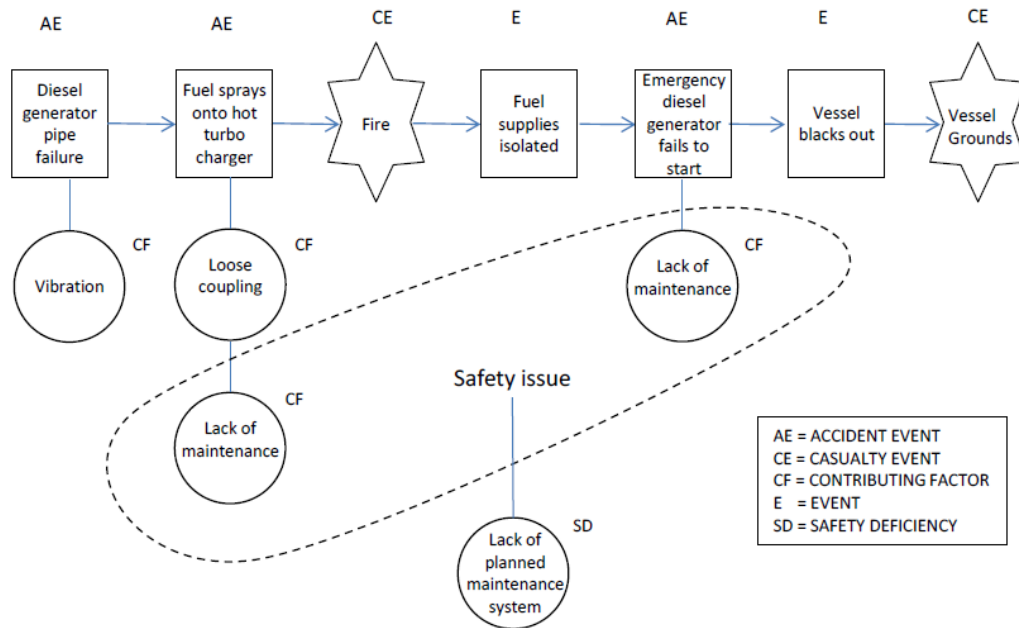 AE
AE
CE
E
AE
E
CE
Diesel
generator
pipe
failure
Fuel sprays
onto hot
turbo
charger
Fire
Fuel
supplies
isolated
Emergency
diesel
generator
fails to
start
Vessel
blacks out
Vessel
Grounds
CF
Vibration
CF
Loose
coupling
CF
Lack of
maintenance
CF
Lack of
maintenance
Safety issue
SD
Lack of
planned
maintenance
system
AE = ACCIDENT EVENT
CE = CASUALTY EVENT
CF = CONTRIBUTING FACTOR
E = EVENT
SD = SAFETY DEFICIENCY